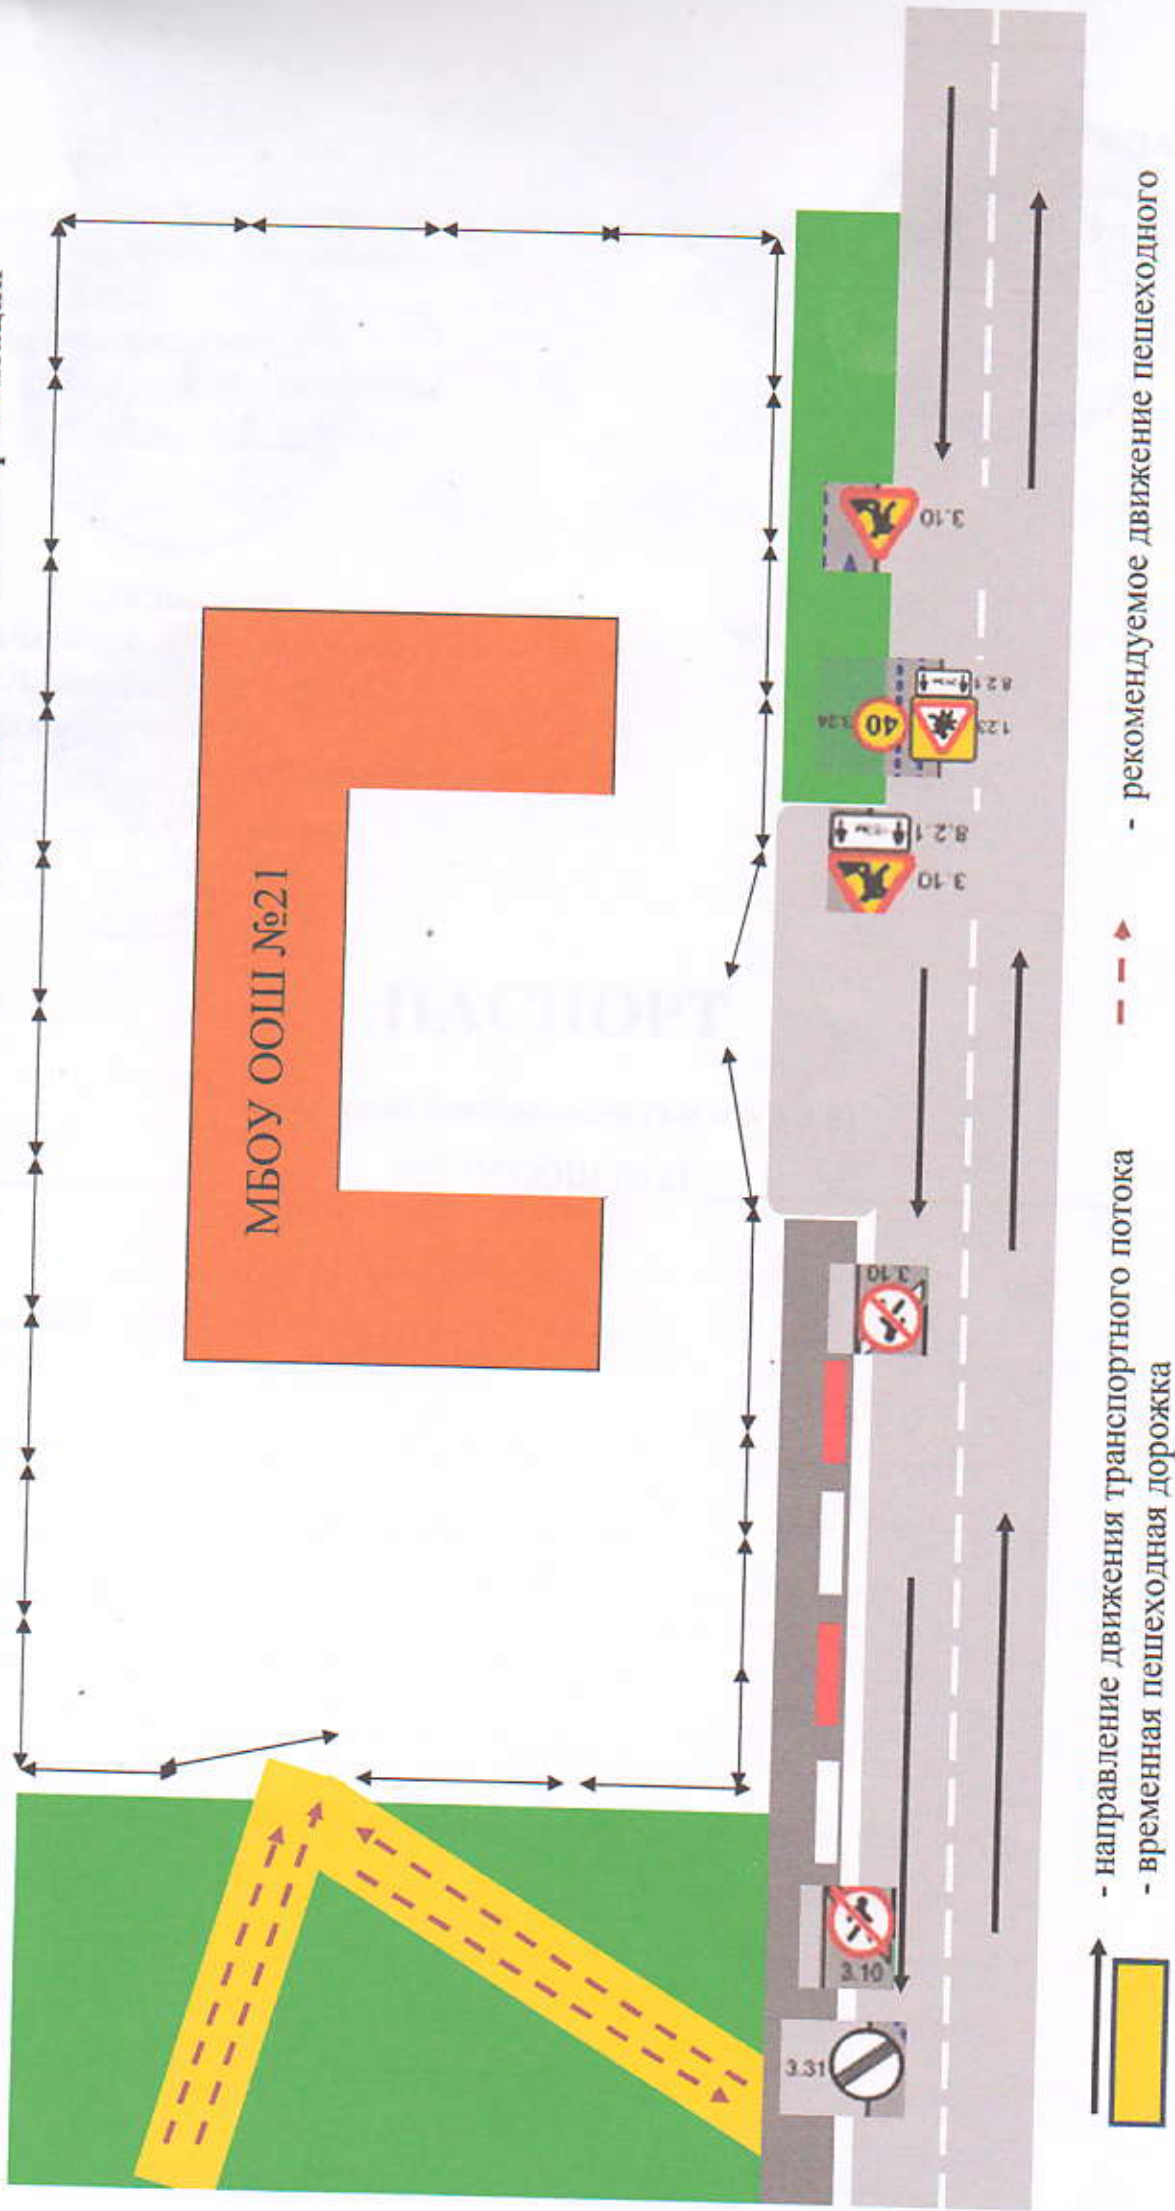 МБОУ ООШ №21
3.10
3.24
40
8.2.1
1.23
8.2.1
3.10
3.10
3.10
3.31
- направление движения транспортного потока
- рекомендуемое движение пешеходного
- временная пешеходная дорожка
ПАСПОРТ